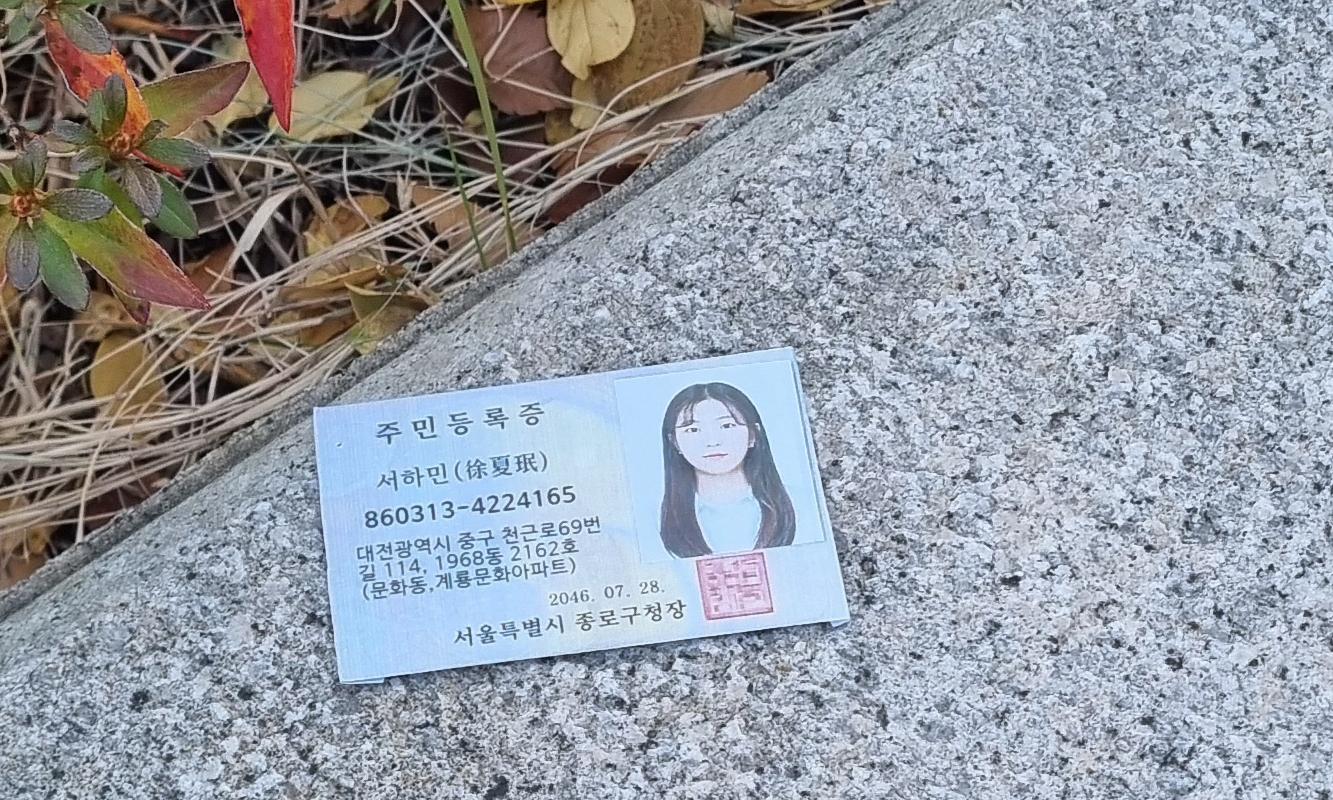 주민등록증
서하민(徐夏珉)
860313-4224165
대전광역시 중구 천근로69번
길 114, 1968동 2162호
(문화동,계룡문화아파트)
2046. 07. 28.
서울특별시 종로구청장